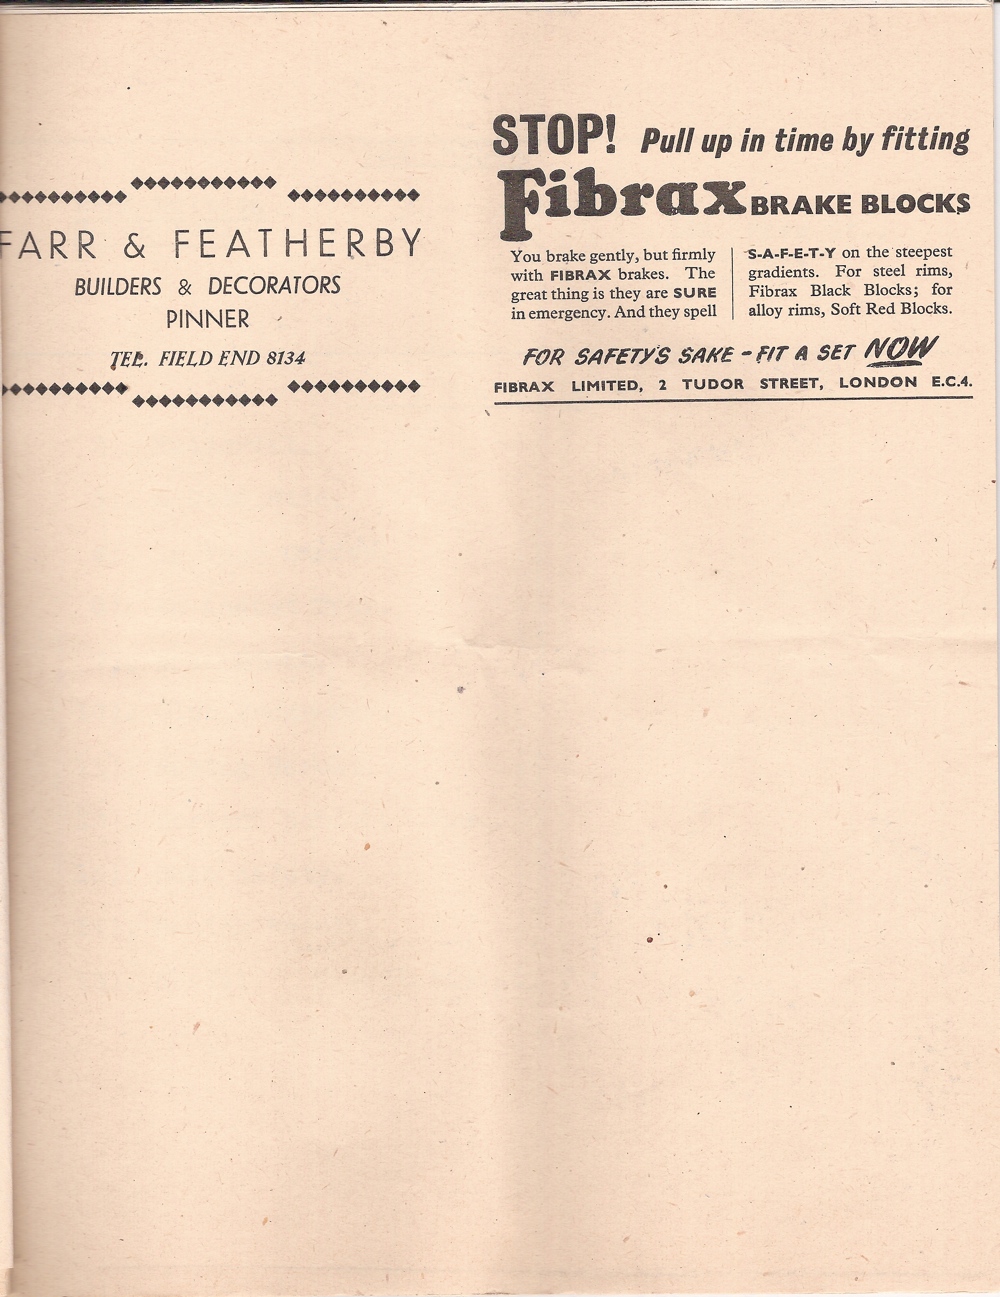 FARR & FEATHERBY
BUILDERS & DECORATORS
PINNER
TEL. FIELD END 8134
STOP! Pull up in time by fitting
Fibrax BRAKE BLOCKS
You brake gently, but firmly
with FIBRAX brakes. The
great thing is they are SURE
in emergency. And they spell
S-A-F-E-T-Y on the steepest
gradients. For steel rims,
Fibrax Black Blocks; for
alloy rims, Soft Red Blocks.
FOR SAFETY'S SAKE - FIT A SET NOW
FIBRAX LIMITED, 2 TUDOR STREET, LONDON E.C.4.